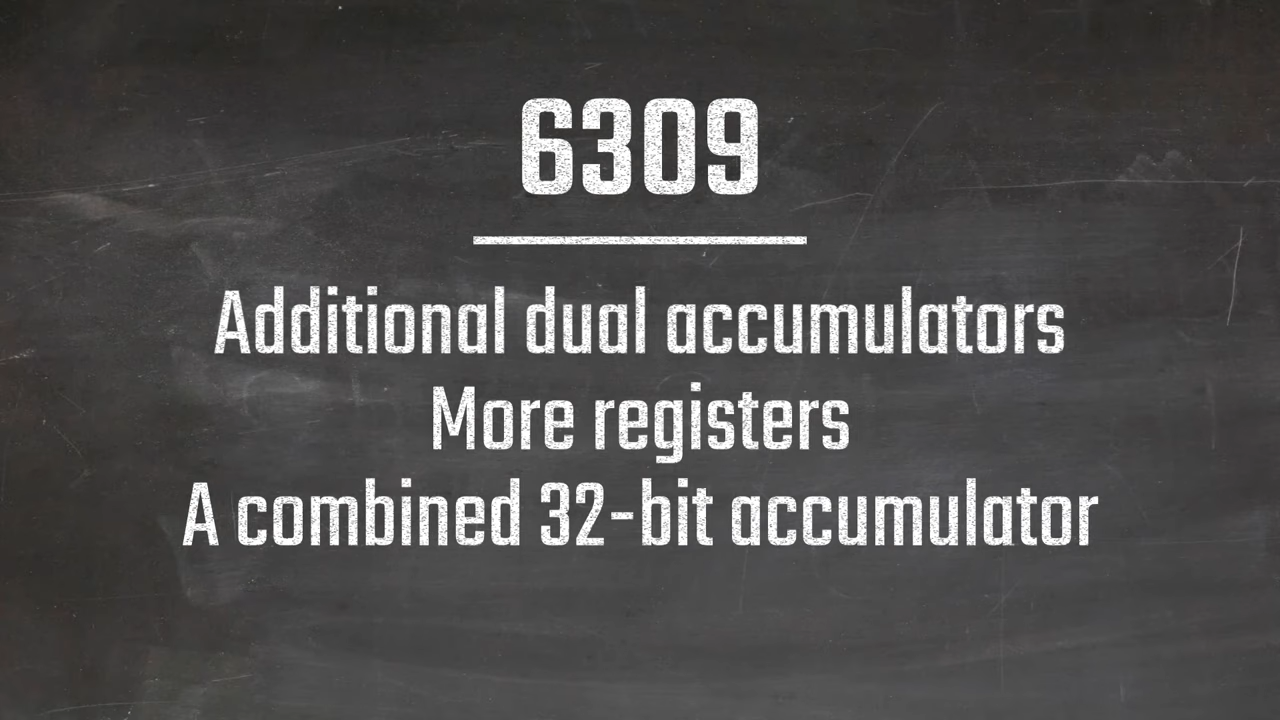 6309
Additional dual accumulators
More registers
A combined 32-bit accumulator